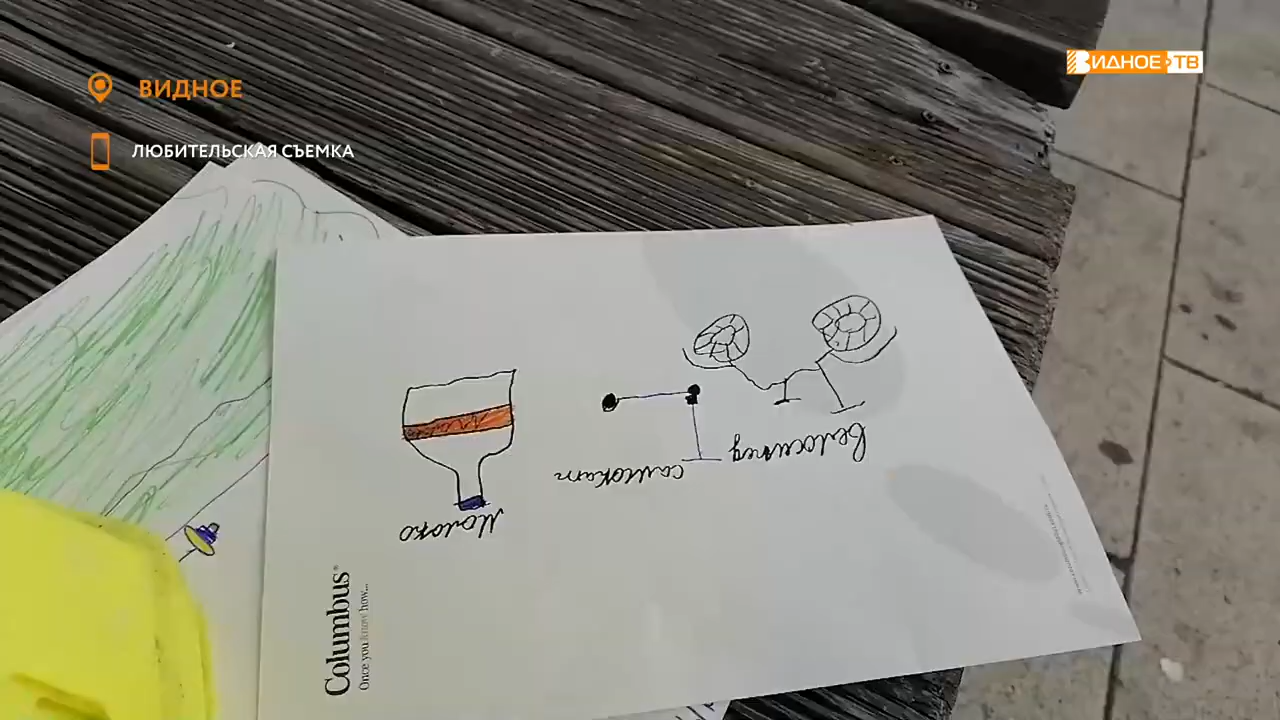 ВИДНОЕ
ЛЮБИТЕЛЬСКАЯ СЪЕМКА
ВИДНОЕ ТВ
Велосипед
самокат
Молоко
Columbus®
Once you know how...